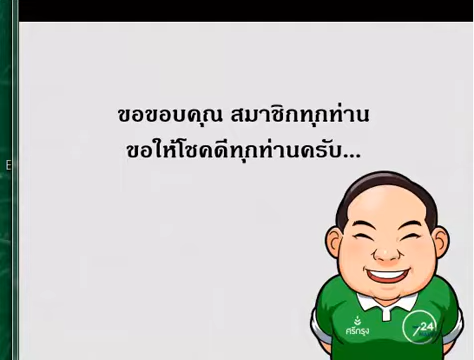 ขอขอบคุณ สมาชิกทุกท่าน
ขอให้โชคดีทุกท่านครับ...
E
ศรีกรุง
24